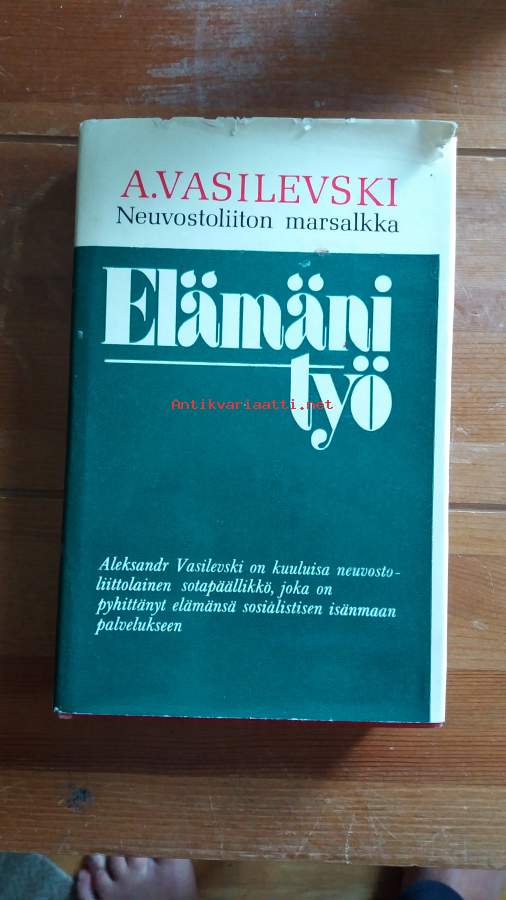 A.VASILEVSKI
Neuvostoliiton marsalkka
Elämäni
työ
Antikvariaatti.net
Aleksandr Vasilevski on kuuluisa neuvosto-
liittolainen sotapäällikkö, joka on
pyhittänyt elämänsä sosialistisen isänmaan
palvelukseen